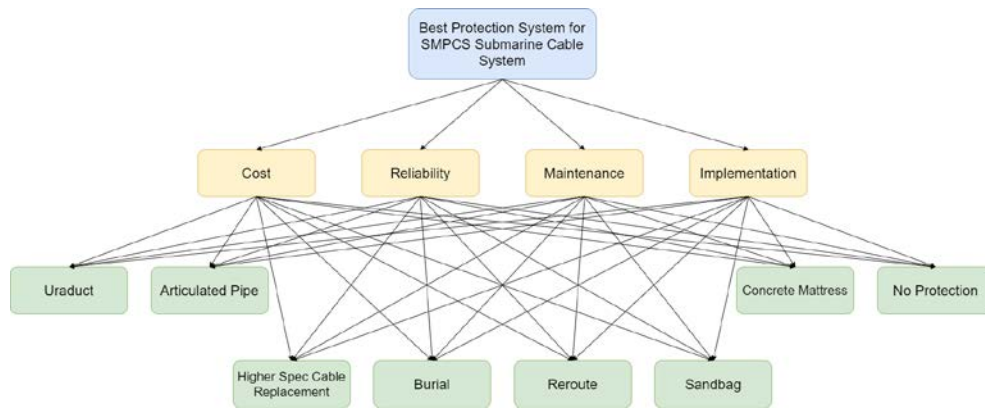 Best Protection System for
SMPCS Submarine Cable
System
Cost
Reliability
Maintenance
Implementation
Uraduct
Articulated Pipe
Concrete Mattress
No Protection
Higher Spec Cable
Replacement
Burial
Reroute
Sandbag